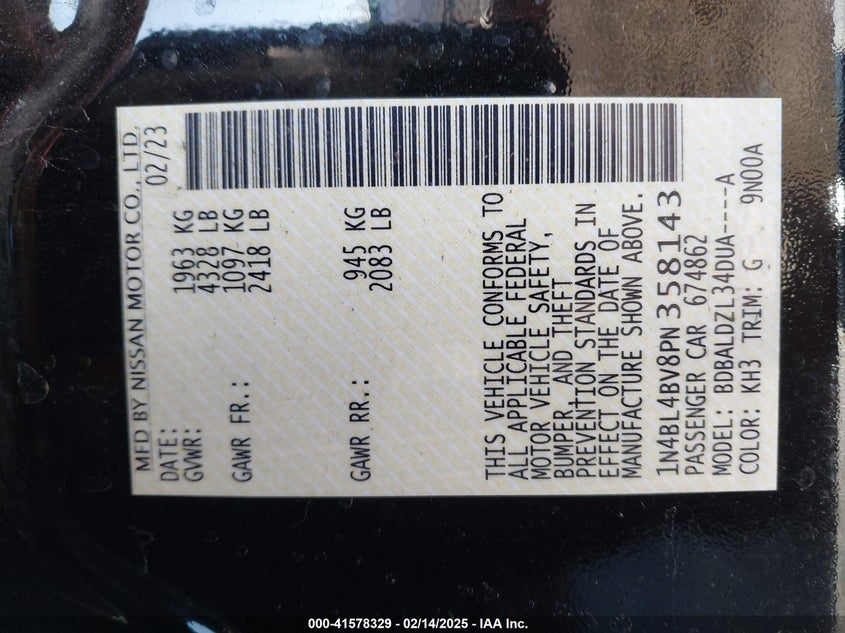 MFD BY NISSAN MOTOR CO., LTD.
DATE: 02/23
GVWR: 1963 KG
4328 LB
GAWR FR.: 1097 KG
2418 LB
GAWR RR.: 945 KG
2083 LB
THIS VEHICLE CONFORMS TO
ALL APPLICABLE FEDERAL
MOTOR VEHICLE SAFETY,
BUMPER, AND THEFT
PREVENTION STANDARDS IN
EFFECT ON THE DATE OF
MANUFACTURE SHOWN ABOVE.
1N4BL4BV8PN358143
PASSENGER CAR 674862
MODEL: BDBALDZL34DUA----A
COLOR: KH3 TRIM: G 9N00A
000-41578329 - 02/14/2025 - IAA Inc.